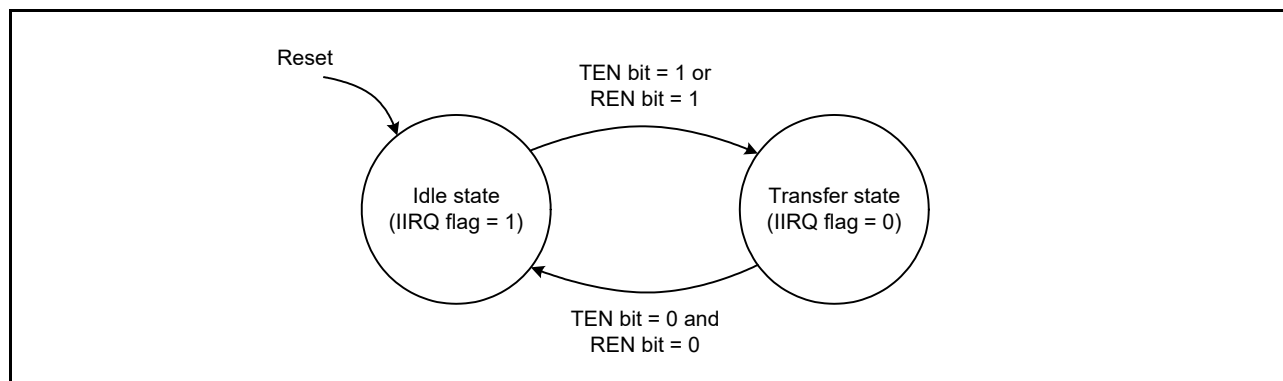 Reset
TEN bit = 1 or
REN bit = 1
Idle state
(IIRQ flag = 1)
Transfer state
(IIRQ flag = 0)
TEN bit = 0 and
REN bit = 0